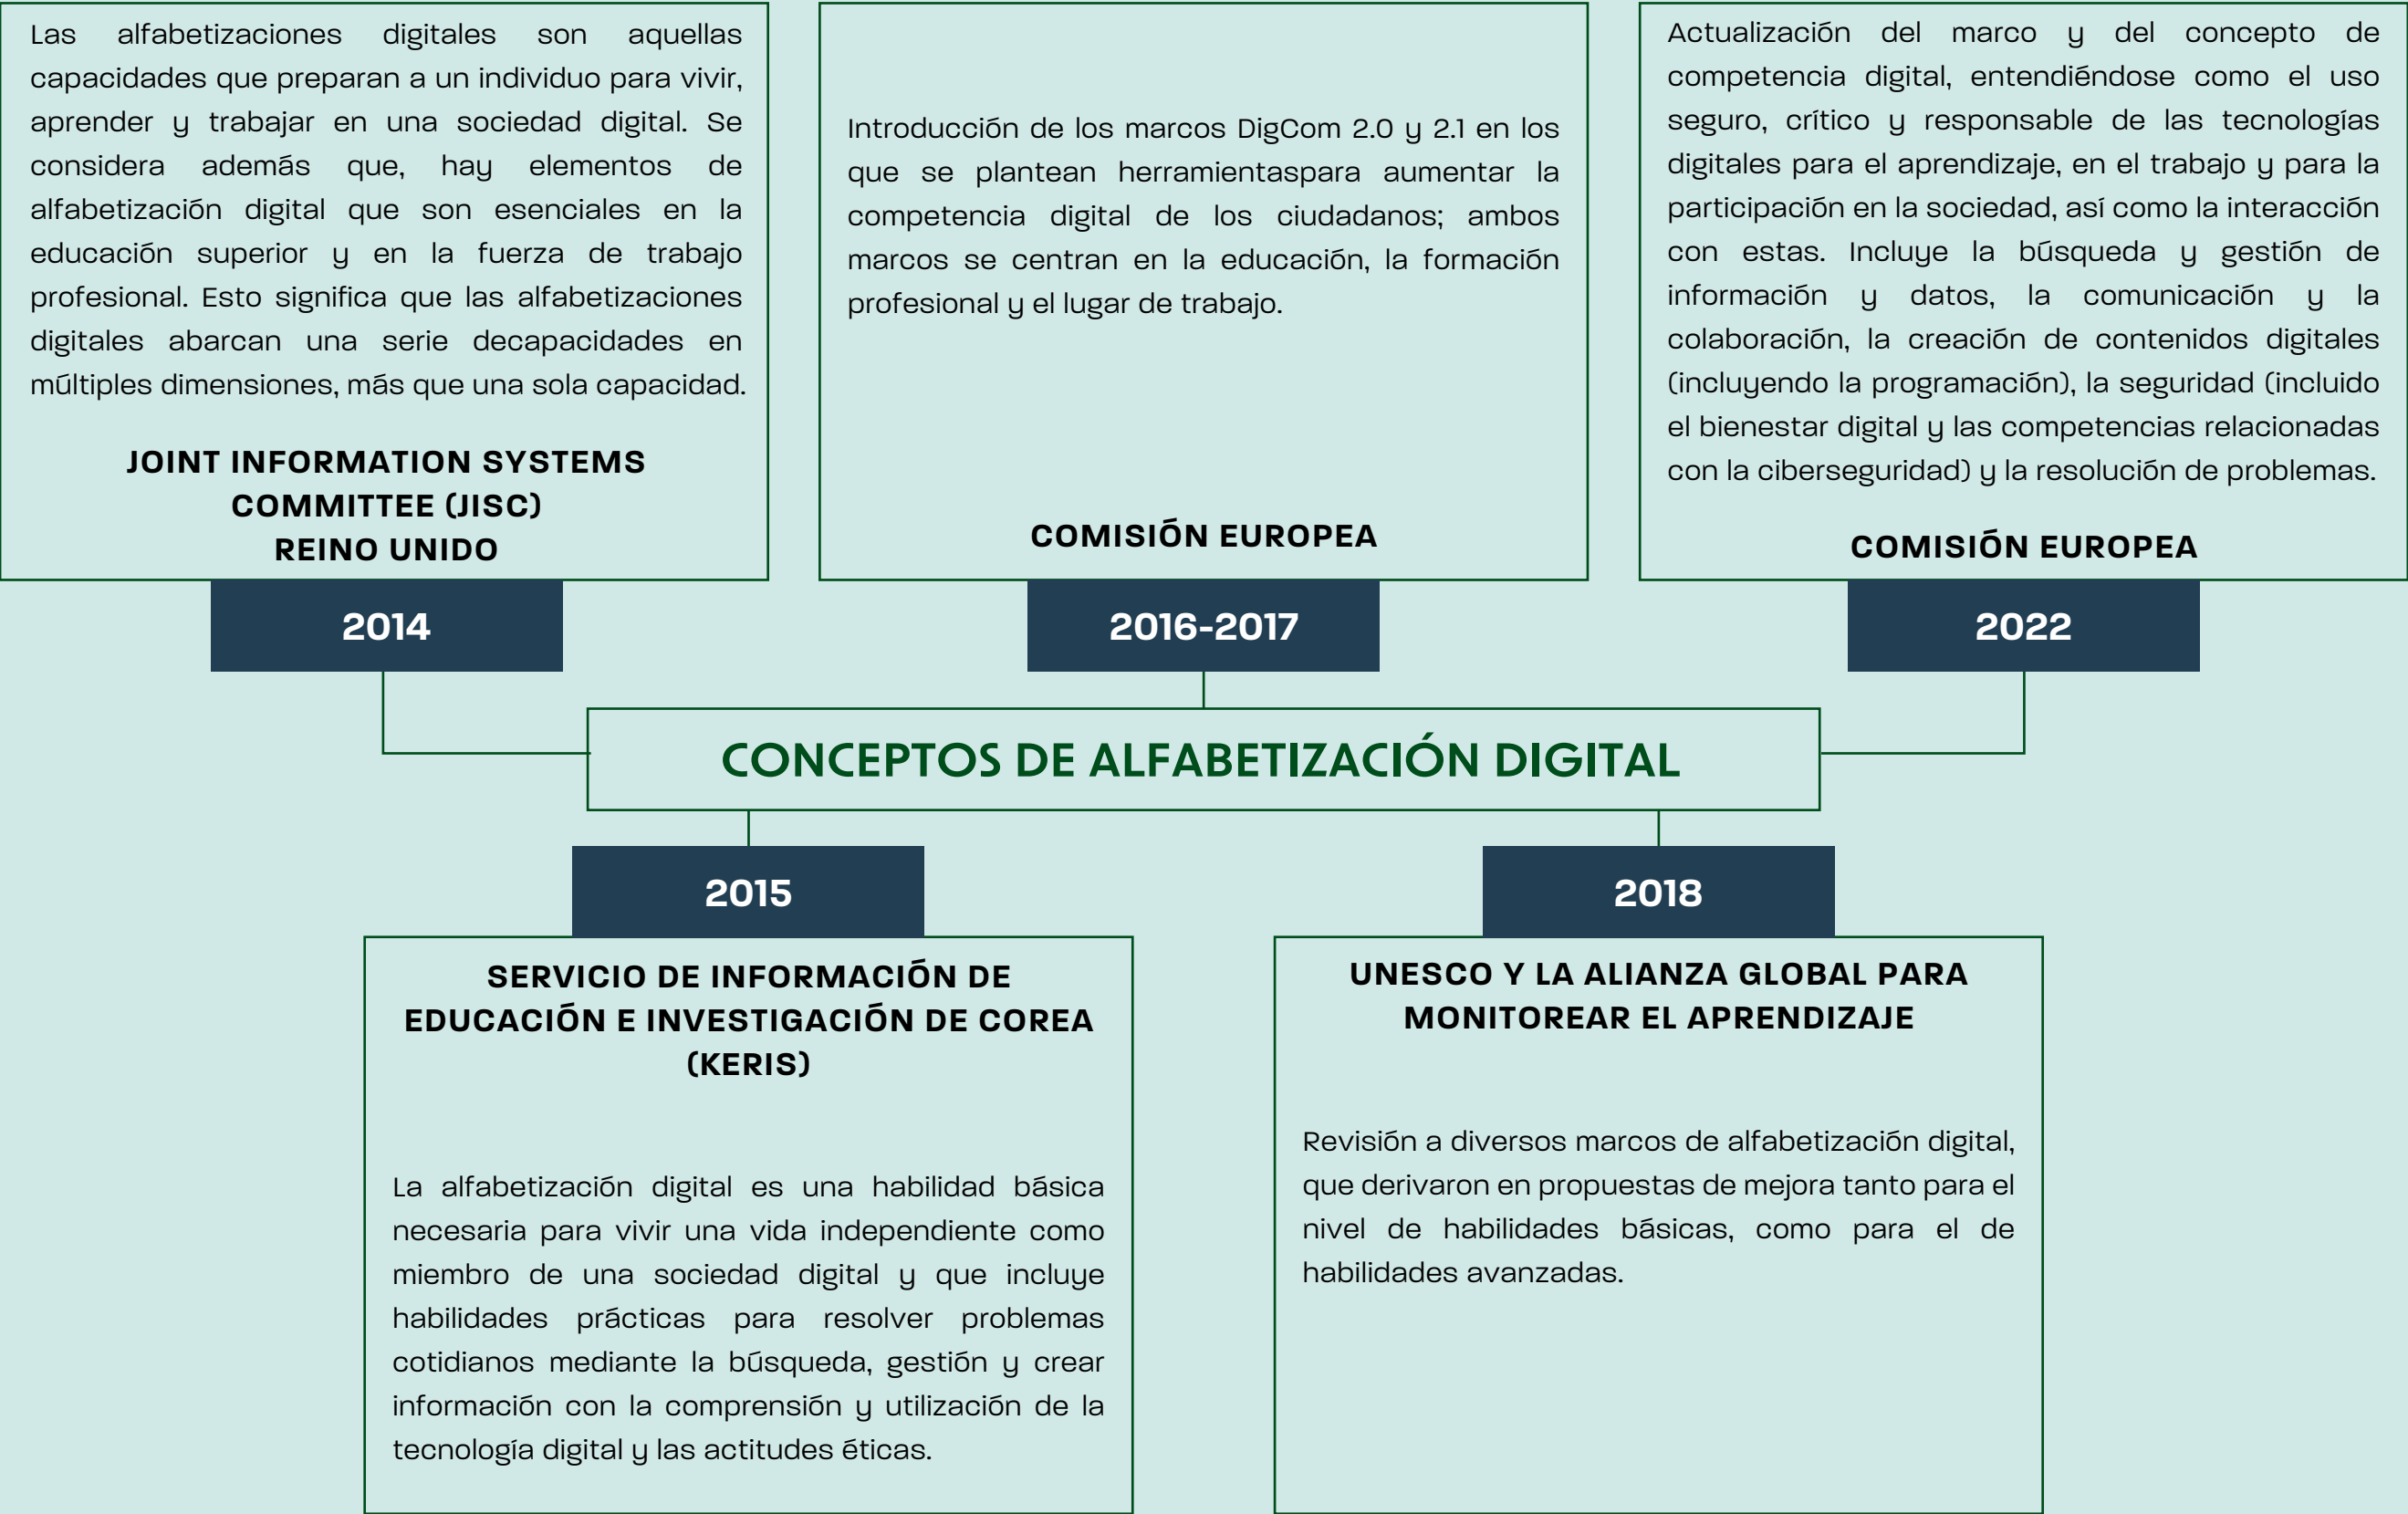 Las alfabetizaciones digitales son aquellas
capacidades que preparan a un individuo para vivir,
aprender y trabajar en una sociedad digital. Se
considera además que, hay elementos de
alfabetización digital que son esenciales en la
educación superior y en la fuerza de trabajo
profesional. Esto significa que las alfabetizaciones
digitales abarcan una serie decapacidades en
múltiples dimensiones, más que una sola capacidad.
JOINT INFORMATION SYSTEMS
COMMITTEE (JISC)
REINO UNIDO
2014
Introducción de los marcos DigCom 2.0 y 2.1 en los
que se plantean herramientaspara aumentar la
competencia digital de los ciudadanos; ambos
marcos se centran en la educación, la formación
profesional y el lugar de trabajo.
COMISIÓN EUROPEA
2016-2017
Actualización del marco y del concepto de
competencia digital, entendiéndose como el uso
seguro, crítico y responsable de las tecnologías
digitales para el aprendizaje, en el trabajo y para la
participación en la sociedad, así como la interacción
con estas. Incluye la búsqueda y gestión de
información y datos, la comunicación y la
colaboración, la creación de contenidos digitales
(incluyendo la programación), la seguridad (incluido
el bienestar digital y las competencias relacionadas
con la ciberseguridad) y la resolución de problemas.
COMISIÓN EUROPEA
2022
CONCEPTOS DE ALFABETIZACIÓN DIGITAL
2015
SERVICIO DE INFORMACIÓN DE
EDUCACIÓN E INVESTIGACIÓN DE COREA
(KERIS)
La alfabetización digital es una habilidad básica
necesaria para vivir una vida independiente como
miembro de una sociedad digital y que incluye
habilidades prácticas para resolver problemas
cotidianos mediante la búsqueda, gestión y crear
información con la comprensión y utilización de la
tecnología digital y las actitudes éticas.
2018
UNESCO Y LA ALIANZA GLOBAL PARA
MONITOREAR EL APRENDIZAJE
Revisión a diversos marcos de alfabetización digital,
que derivaron en propuestas de mejora tanto para el
nivel de habilidades básicas, como para el de
habilidades avanzadas.